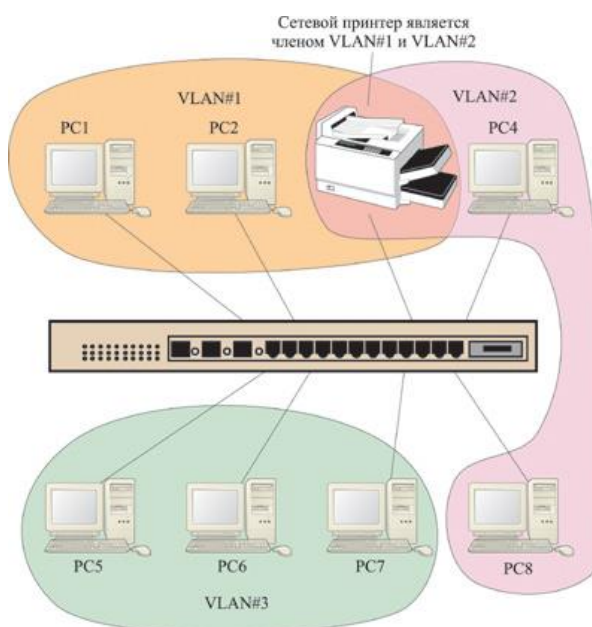 Сетевой принтер является
членом VLAN#1 и VLAN#2
VLAN#1
VLAN#2
PC1
PC2
PC4
PC5
PC6
PC7
PC8
VLAN#3